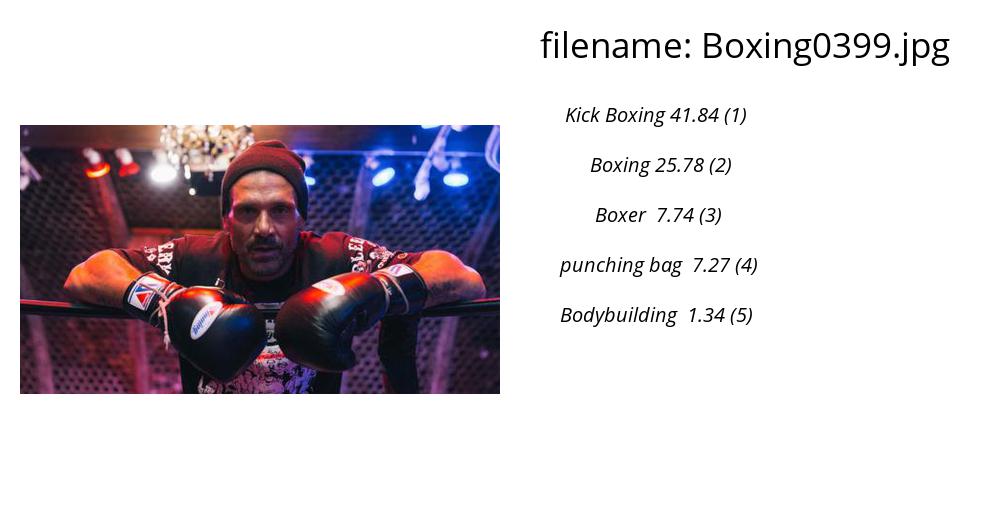 filename: Boxing0399.jpg
Kick Boxing 41.84 (1)
Boxing 25.78 (2)
Boxer 7.74 (3)
punching bag 7.27 (4)
Bodybuilding 1.34 (5)
Winning